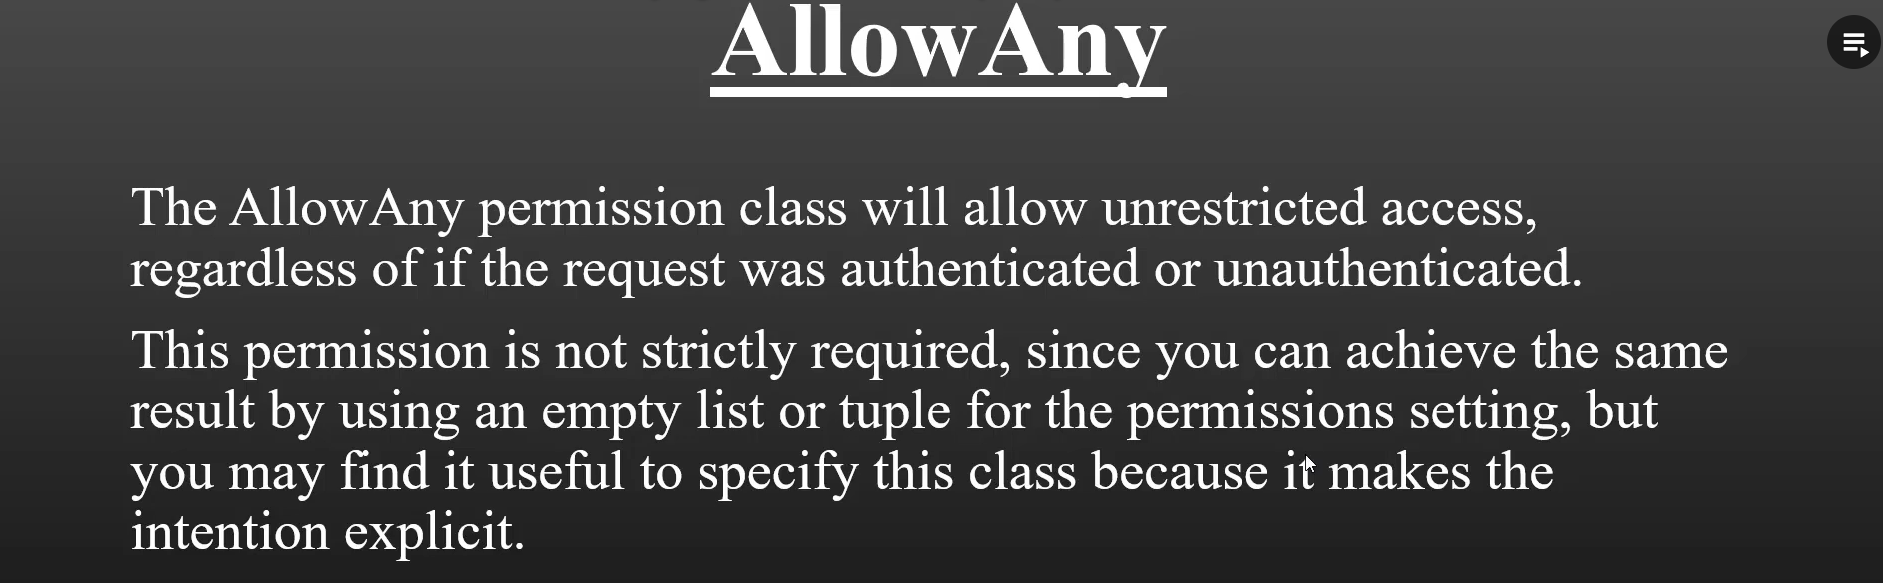 AllowAny
The AllowAny permission class will allow unrestricted access,
regardless of if the request was authenticated or unauthenticated.
This permission is not strictly required, since you can achieve the same
result by using an empty list or tuple for the permissions setting, but
you may find it useful to specify this class because it makes the
intention explicit.